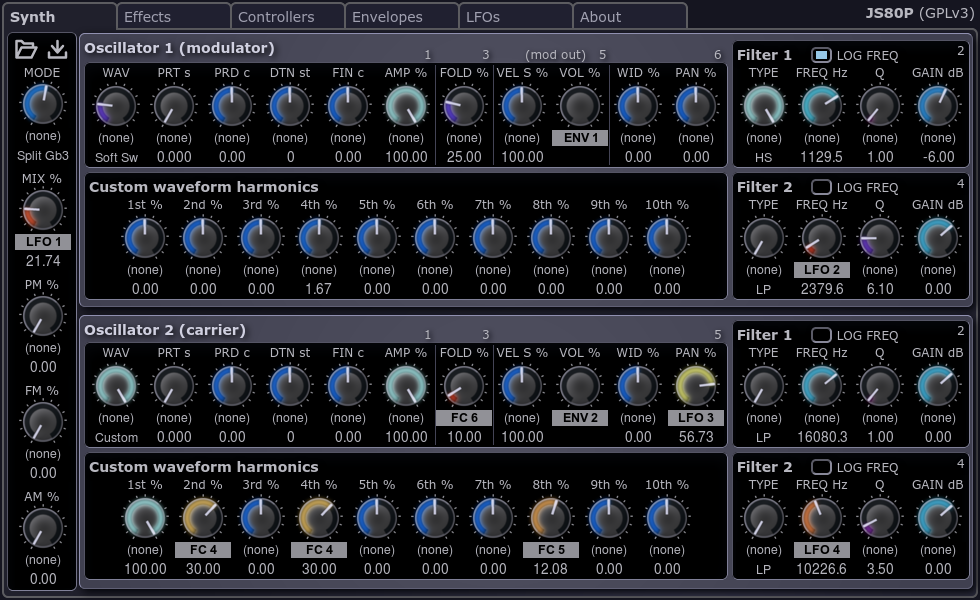 Synth Effects Controllers Envelopes LFOs About JS80P (GPLv3)
MODE
(none)
Split Gb3
MIX %
LFO 1
21.74
PM %
(none)
0.00
FM %
(none)
0.00
AM %
(none)
0.00
Oscillator 1 (modulator) 1 3 (mod out) 5 6
WAV PRT s PRD c DTN st FIN c AMP % FOLD % VEL S % VOL % WID % PAN %
(none) (none) (none) (none) (none) (none) (none) (none) ENV 1 (none) (none)
Soft Sw 0.000 0.00 0 0.00 100.00 25.00 100.00 0.00 0.00
Filter 1 LOG FREQ 2
TYPE FREQ Hz Q GAIN dB
(none) (none) (none) (none)
HS 1129.5 1.00 -6.00
Custom waveform harmonics
1st % 2nd % 3rd % 4th % 5th % 6th % 7th % 8th % 9th % 10th %
(none) (none) (none) (none) (none) (none) (none) (none) (none) (none)
0.00 0.00 0.00 1.67 0.00 0.00 0.00 0.00 0.00 0.00
Filter 2 LOG FREQ 4
TYPE FREQ Hz Q GAIN dB
(none) LFO 2 (none) (none)
LP 2379.6 6.10 0.00
Oscillator 2 (carrier) 1 3 5
WAV PRT s PRD c DTN st FIN c AMP % FOLD % VEL S % VOL % WID % PAN %
(none) (none) (none) (none) (none) (none) FC 6 (none) ENV 2 (none) LFO 3
Custom 0.000 0.00 0 0.00 100.00 10.00 100.00 0.00 56.73
Filter 1 LOG FREQ 2
TYPE FREQ Hz Q GAIN dB
(none) (none) (none) (none)
LP 16080.3 1.00 0.00
Custom waveform harmonics
1st % 2nd % 3rd % 4th % 5th % 6th % 7th % 8th % 9th % 10th %
(none) FC 4 (none) FC 4 (none) (none) (none) FC 5 (none) (none)
100.00 30.00 0.00 30.00 0.00 0.00 0.00 12.08 0.00 0.00
Filter 2 LOG FREQ 4
TYPE FREQ Hz Q GAIN dB
(none) LFO 4 (none) (none)
LP 10226.6 3.50 0.00